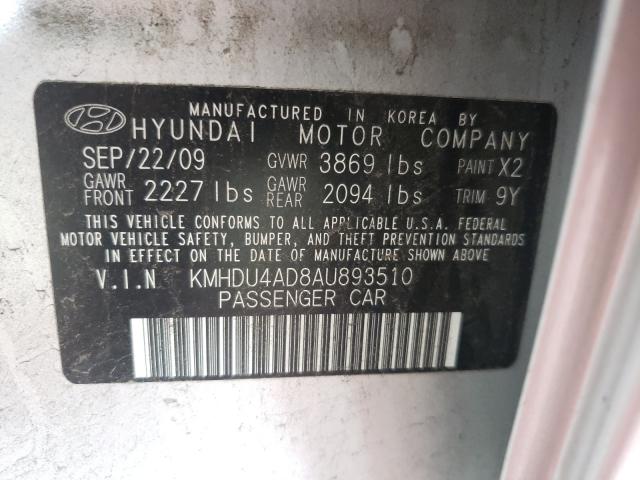 MANUFACTURED IN KOREA BY
HYUNDAI MOTOR COMPANY
SEP/22/09 GVWR 3869 lbs PAINT X2
GAWR FRONT 2227 lbs GAWR REAR 2094 lbs TRIM 9Y
THIS VEHICLE CONFORMS TO ALL APPLICABLE U.S.A. FEDERAL
MOTOR VEHICLE SAFETY, BUMPER, AND THEFT PREVENTION STANDARDS
IN EFFECT ON THE DATE OF MANUFACTURE SHOWN ABOVE
V.I.N KMHDU4AD8AU893510
PASSENGER CAR